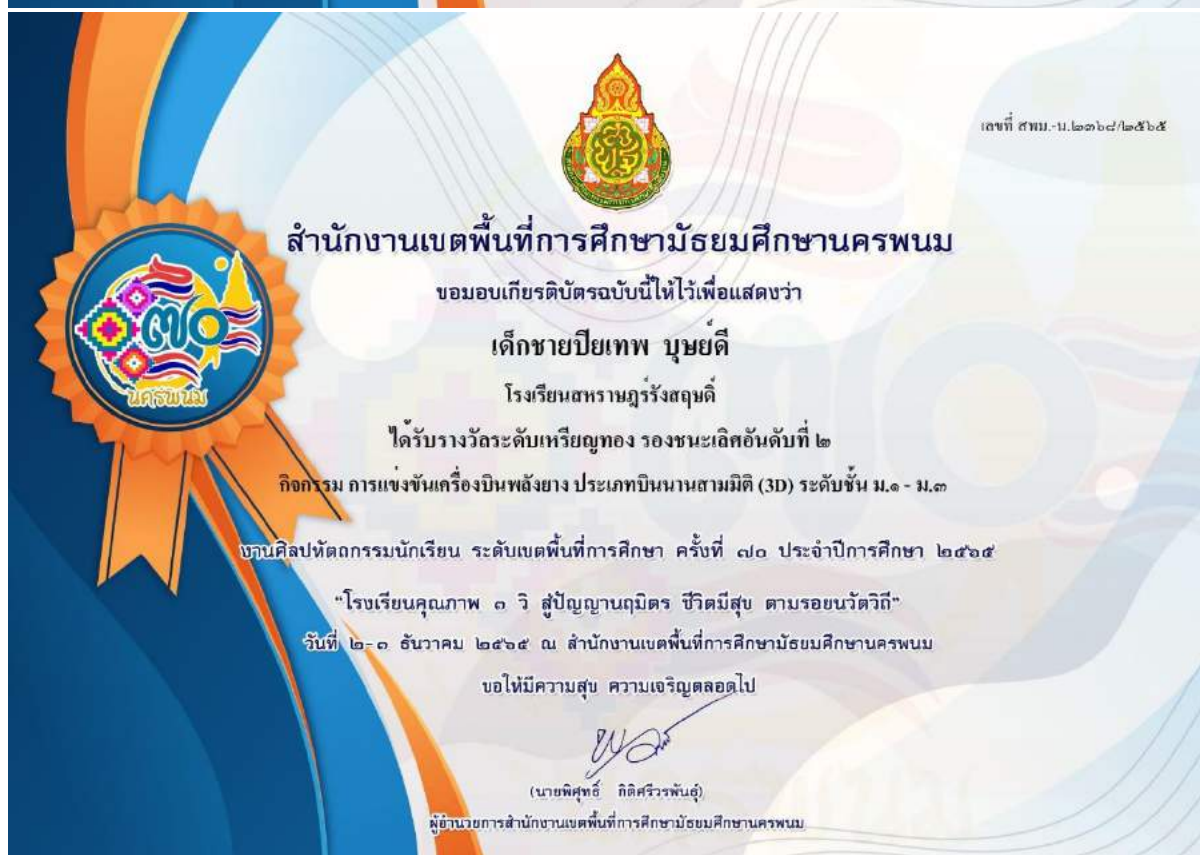 เลขที่ สพม.-น.๒๓๖๘/๒๕๖๕
สำนักงานเขตพื้นที่การศึกษามัธยมศึกษานครพนม
ขอมอบเกียรติบัตรฉบับนี้ให้ไว้เพื่อแสดงว่า
เด็กชายปิยเทพ บุษย์ดี
โรงเรียนสหราษฎร์รังสฤษดิ์
ได้รับรางวัลระดับเหรียญทอง รองชนะเลิศอันดับที่ ๒
กิจกรรม การแข่งขันเครื่องบินพลังยาง ประเภทบินนานสามมิติ (3D) ระดับชั้น ม.๑ - ม.๓
๗๐
นครพนม
งานศิลปหัตถกรรมนักเรียน ระดับเขตพื้นที่การศึกษา ครั้งที่ ๗๐ ประจำปีการศึกษา ๒๕๖๕
“โรงเรียนคุณภาพ ๓ วิ สู่ปัญญานฤมิตร ชีวิตมีสุข ตามรอยนวัตวิถี”
วันที่ ๒-๓ ธันวาคม ๒๕๖๕ ณ สำนักงานเขตพื้นที่การศึกษามัธยมศึกษานครพนม
ขอให้มีความสุข ความเจริญตลอดไป
(นายพิศุทธิ์ กิติศรีวรพันธุ์)
ผู้อำนวยการสำนักงานเขตพื้นที่การศึกษามัธยมศึกษานครพนม